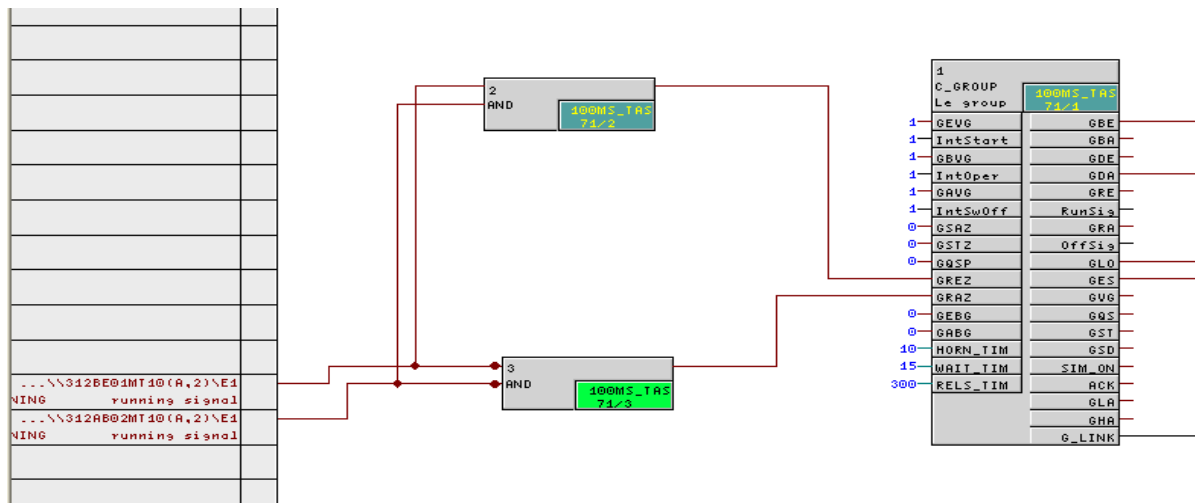 ...\\312BE01MT10(A,2)\E1
NING running signal
...\\312AB02MT10(A,2)\E1
NING running signal
2
AND
100MS_TAS
71/2
3
AND
100MS_TAS
71/3
1
C_GROUP
Le group
100MS_TAS
71/1
1 GEVG GBE
1 IntStart GBA
1 GBVG GDE
1 IntOper GDA
1 GAVG GRE
1 IntSwOff RunSig
0 GSAZ GRA
0 GSTZ OffSig
0 GQSP GLO
GREZ GES
GRAZ GVG
0 GEBG GQS
0 GABG GST
10 HORN_TIM GSD
15 WAIT_TIM SIM_ON
300 RELS_TIM ACK
GLA
GHA
G_LINK